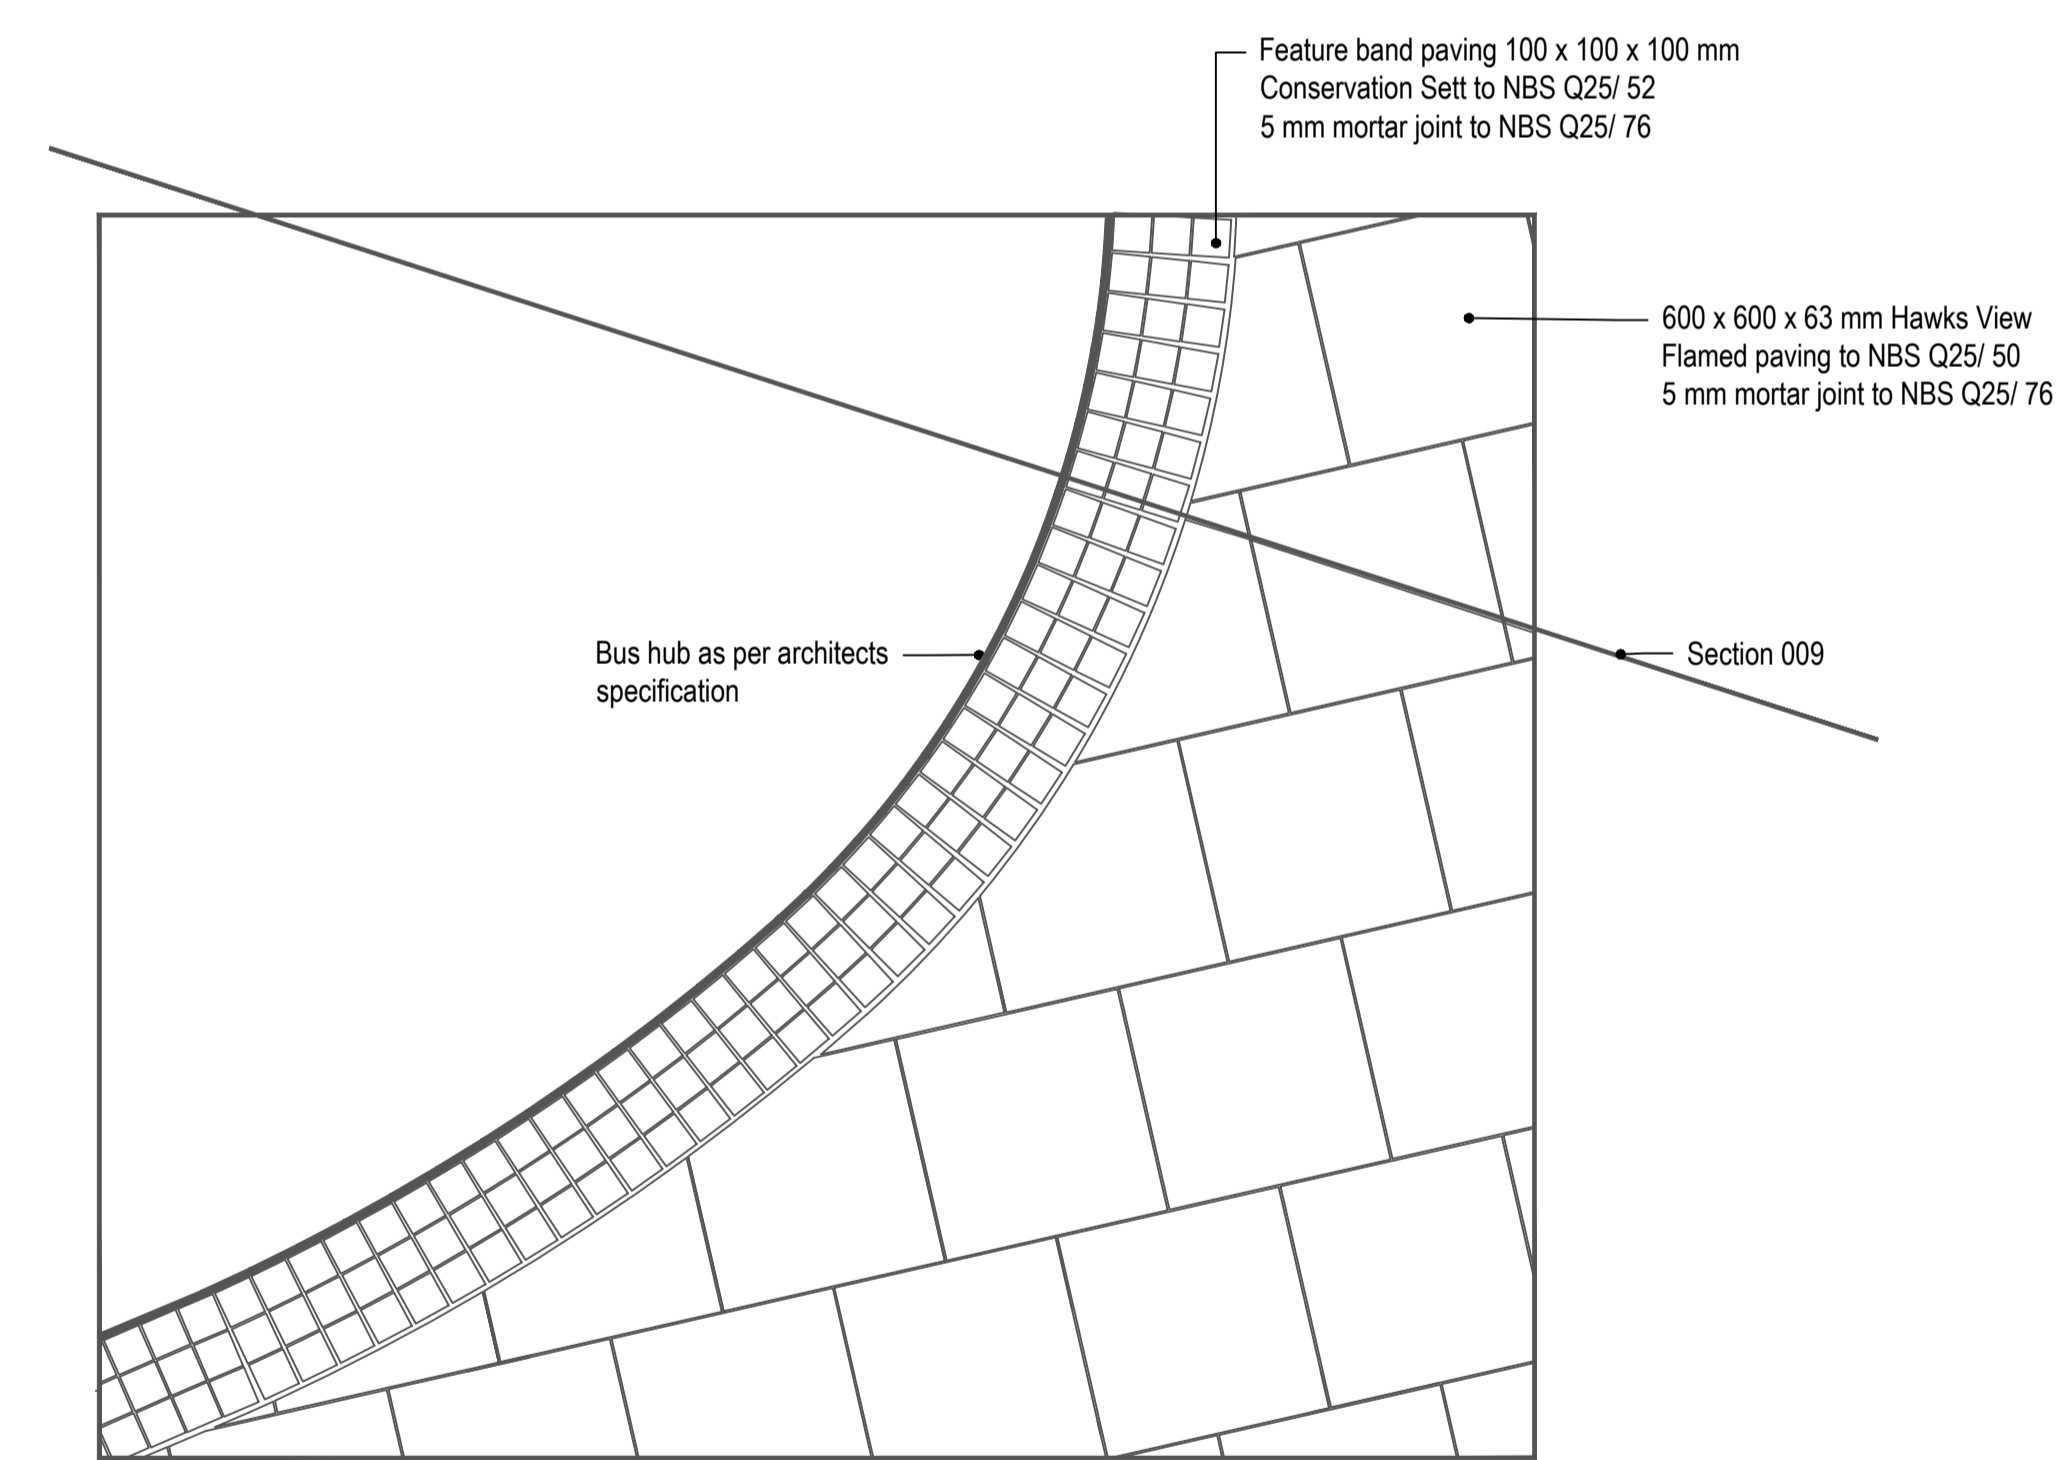 Feature band paving 100 x 100 x 100 mm
Conservation Sett to NBS Q25/ 52
5 mm mortar joint to NBS Q25/ 76
600 x 600 x 63 mm Hawks View
Flamed paving to NBS Q25/ 50
5 mm mortar joint to NBS Q25/ 76
Bus hub as per architects
specification
Section 009